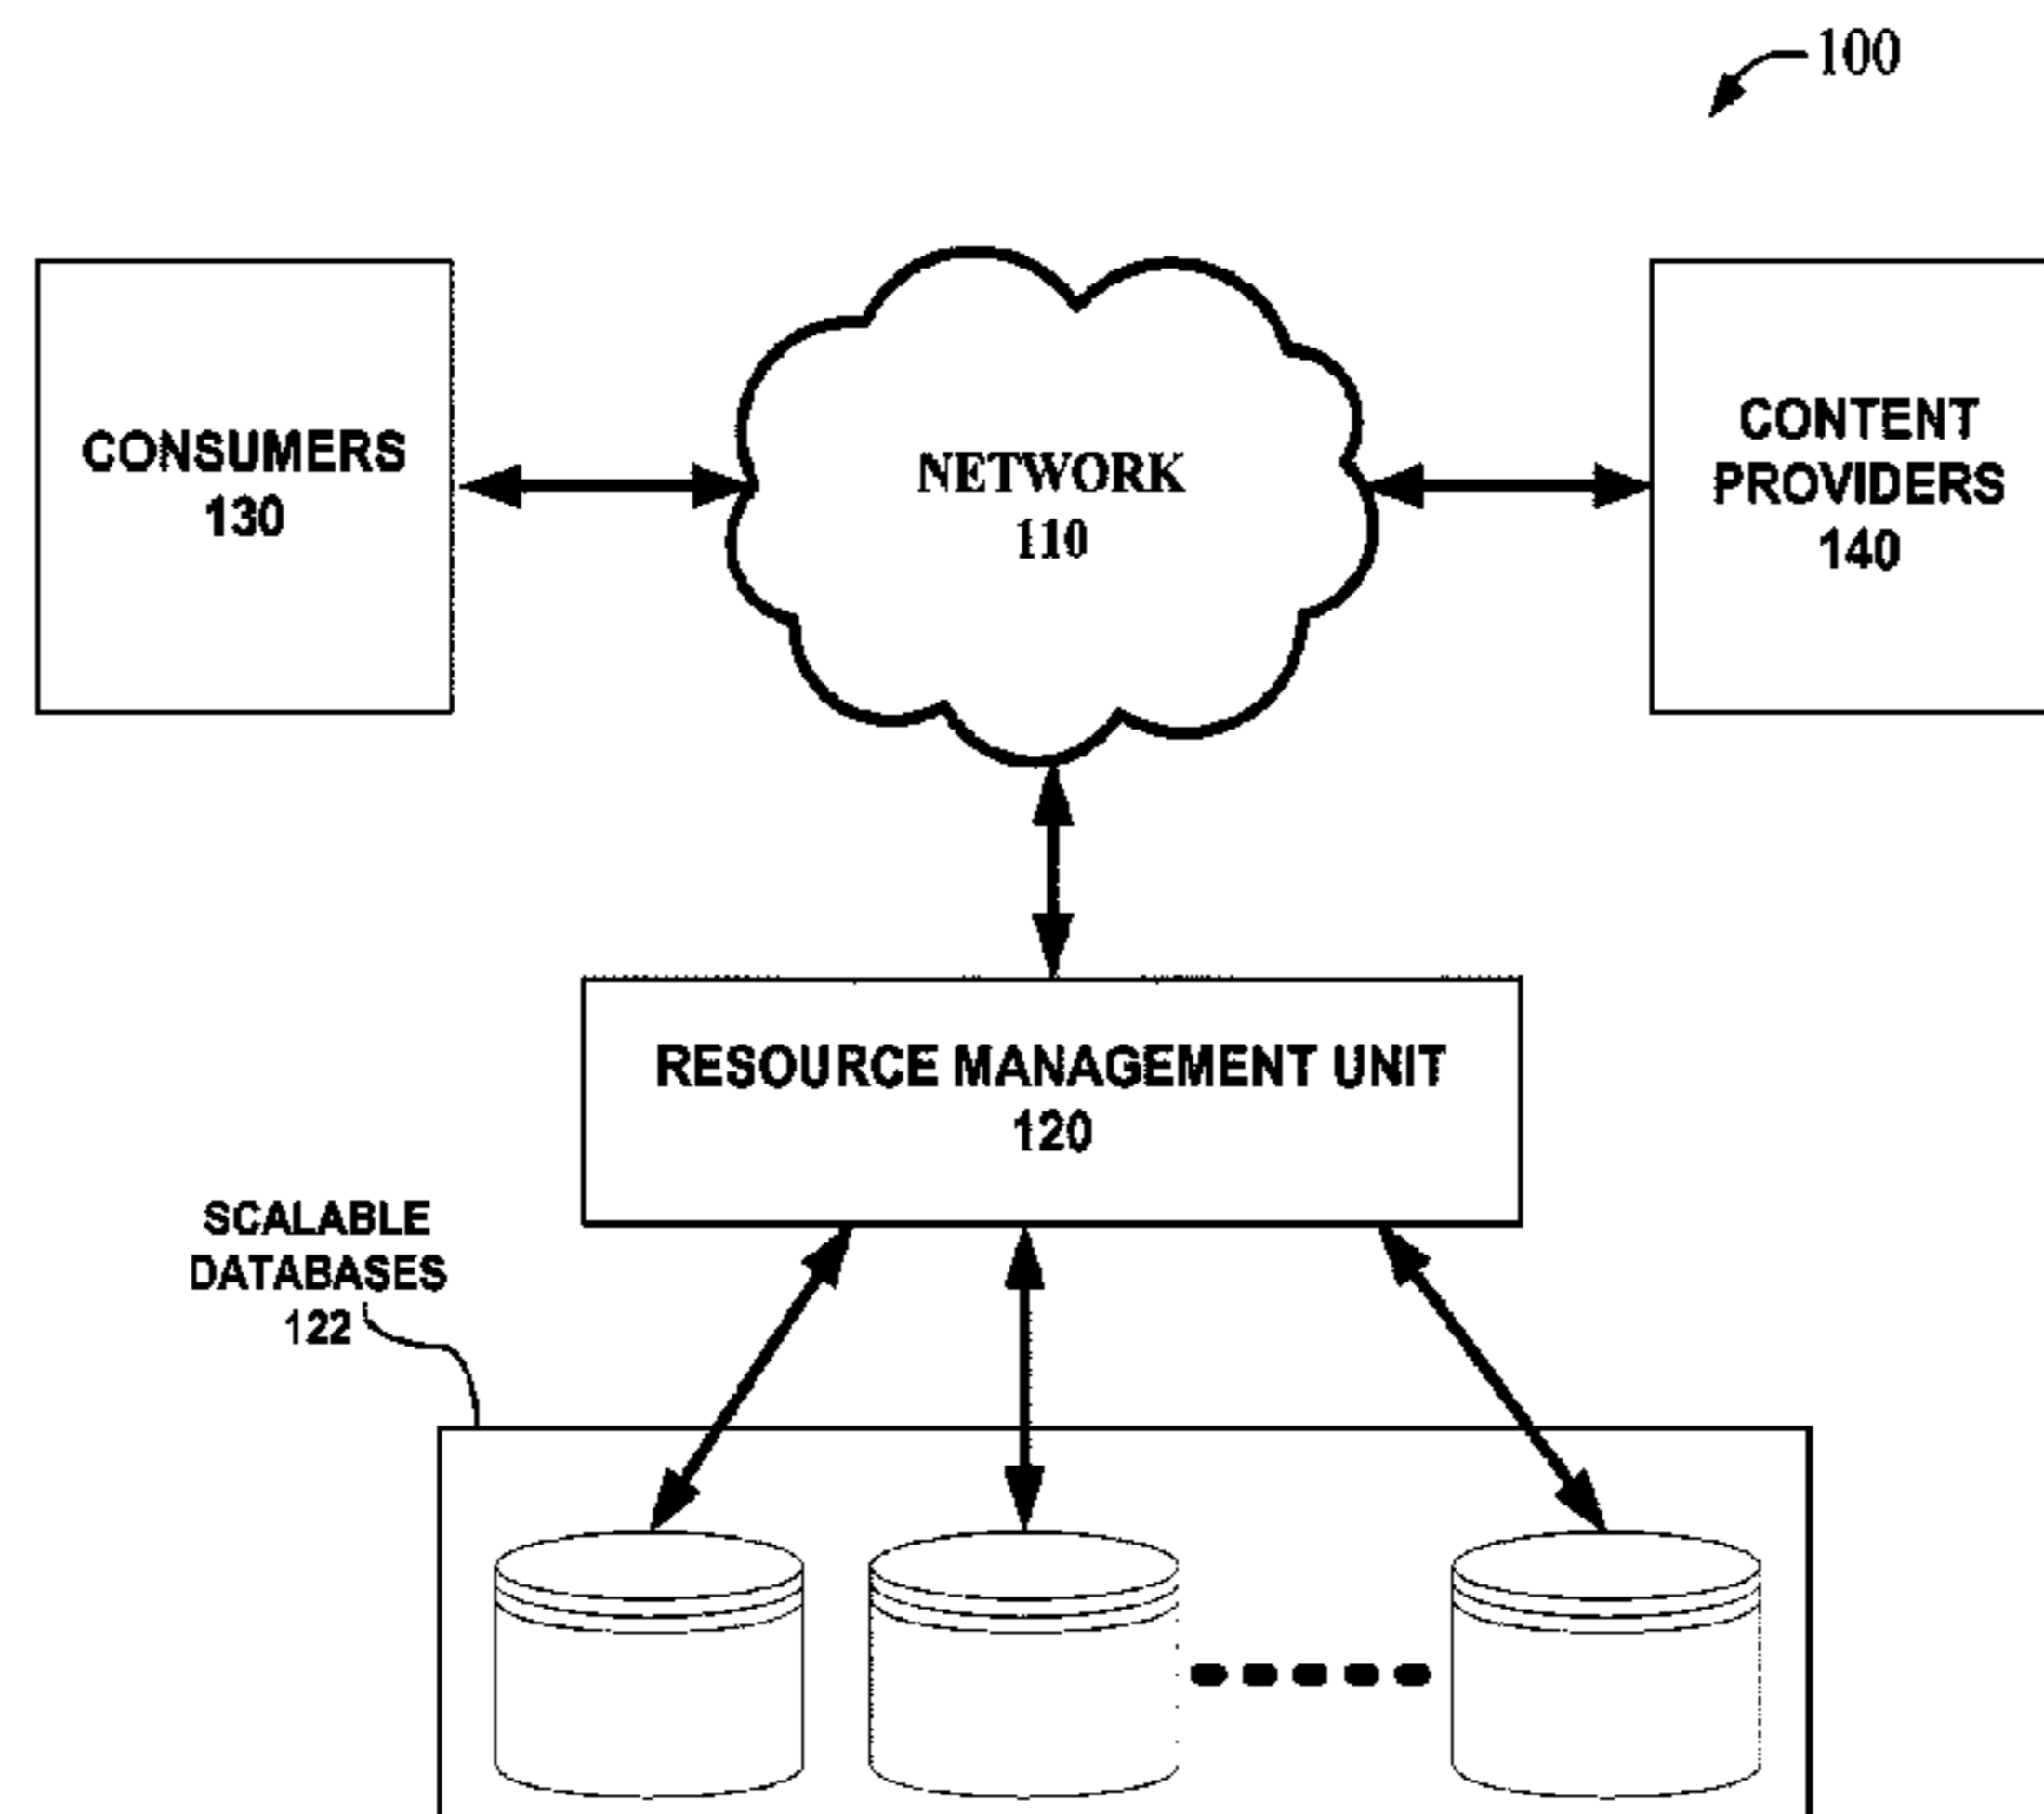 100
CONSUMERS
130
NETWORK
110
CONTENT
PROVIDERS
140
RESOURCE MANAGEMENT UNIT
120
SCALABLE
DATABASES
122